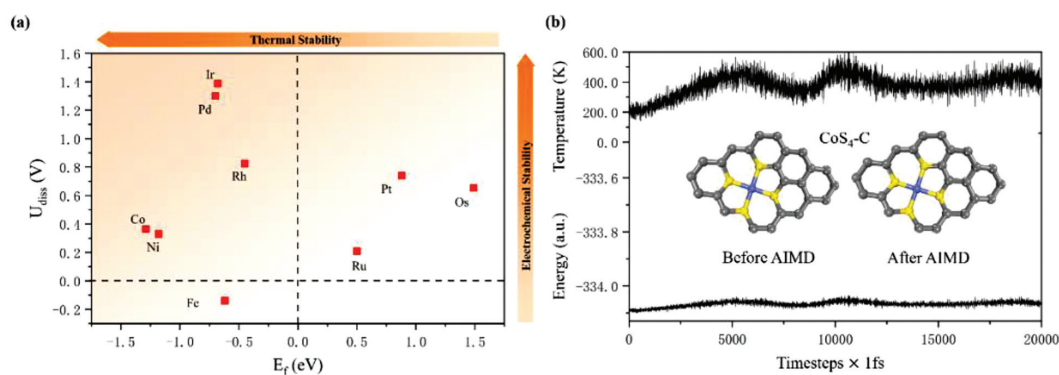 (a)
Thermal Stability
1.6
1.4
1.2
1.0
0.8
0.6
0.4
0.2
0.0
-0.2
U_diss (V)
Ir
Pd
Rh
Pt
Os
Co
Ni
Ru
Fe
-1.5 -1.0 -0.5 0.0 0.5 1.0 1.5
E_f (eV)
Electrochemical Stability
(b)
600.0
400.0
200.0
0.0
-333.6
-333.8
-334.0
Temperature (K)
Energy (a.u.)
CoS₄-C
Before AIMD After AIMD
0 5000 10000 15000 20000
Timesteps × 1fs